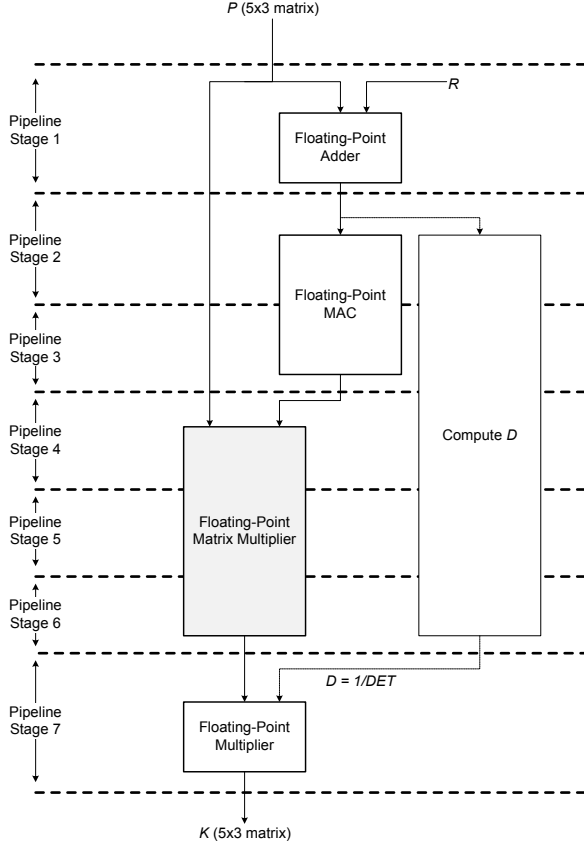 P (5x3 matrix)
R
Pipeline
Stage 1
Floating-Point
Adder
Pipeline
Stage 2
Floating-Point
MAC
Pipeline
Stage 3
Pipeline
Stage 4
Compute D
Floating-Point
Matrix Multiplier
Pipeline
Stage 5
Pipeline
Stage 6
D = 1/DET
Pipeline
Stage 7
Floating-Point
Multiplier
K (5x3 matrix)